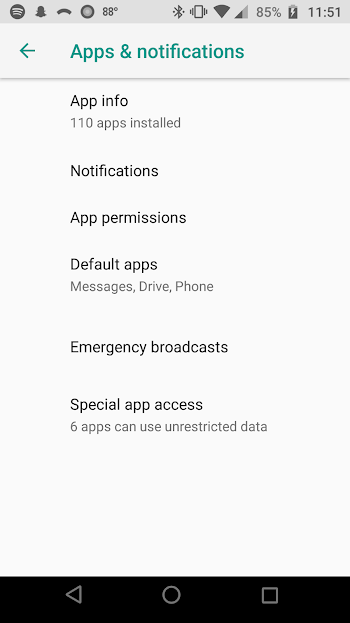 88° 85% 11:51
Apps & notifications
App info
110 apps installed
Notifications
App permissions
Default apps
Messages, Drive, Phone
Emergency broadcasts
Special app access
6 apps can use unrestricted data